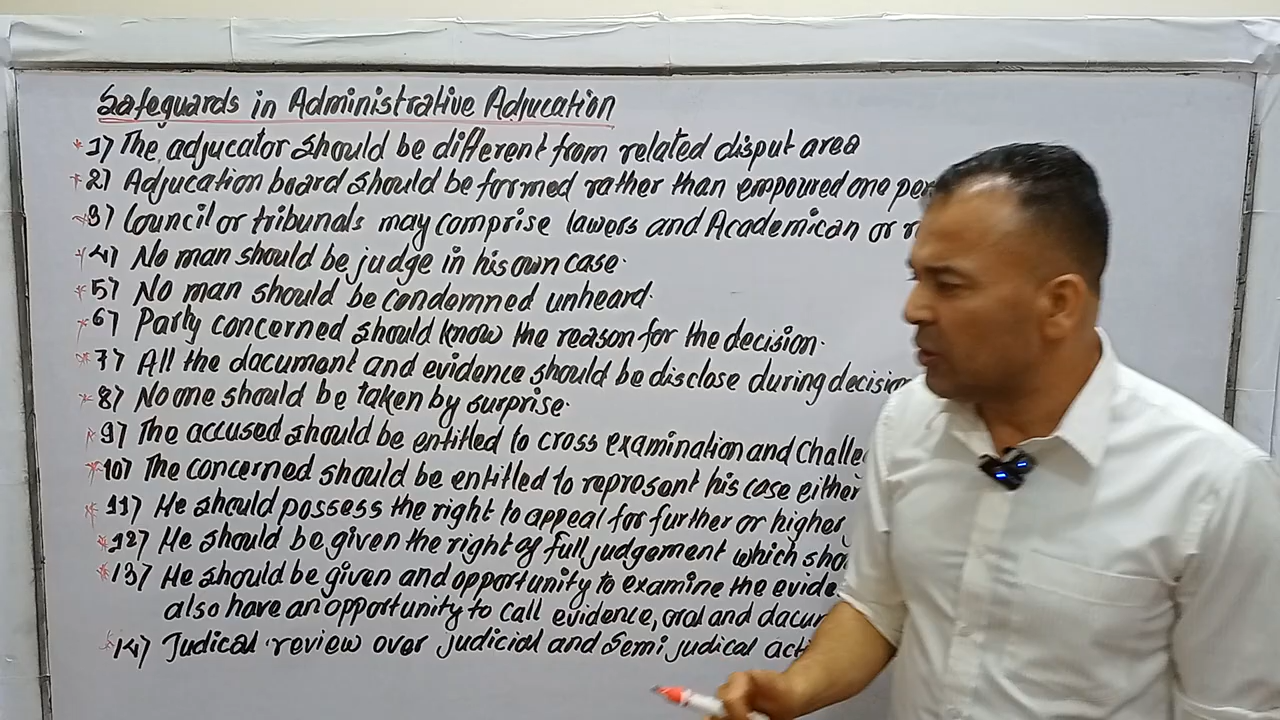 Safeguards in Administrative Adjucation
1) The adjucator should be different from related disput area
2) Adjucation board should be formed rather than empoured one
3) Council or tribunals may comprise lawers and Academican or
4) No man should be judge in his own case.
5) No man should be condomned unheard.
6) Party concerned should know the reason for the decision.
7) All the dacument and evidence should be disclose during decision
8) No one should be taken by surprise.
9) The accused should be entitled to cross examination and
10) The concerned should be entitled to represent his case either
11) He should possess the right to appeal for further or higher
12) He should be given the right of full judgement which
13) He should be given and opportunity to examine the
also have an opportunity to call evidence, oral and
14) Judical review over judicial and Semi judical